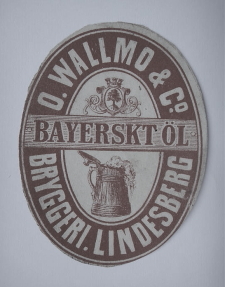 O. WALLMO & Cº
BAYERSKT ÖL
BRYGGERI. LINDESBERG